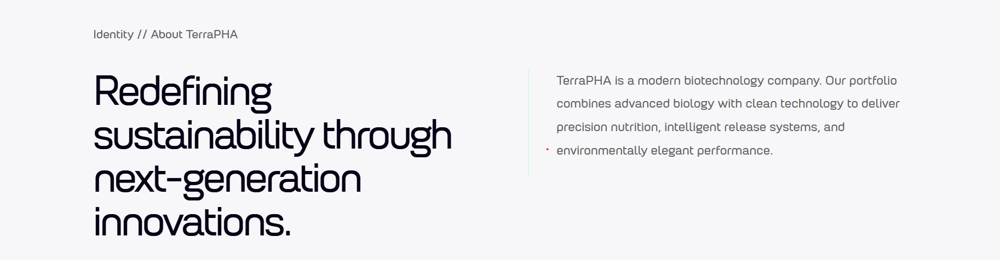 Identity // About TerraPHA
Redefining
sustainability through
next-generation
innovations.
TerraPHA is a modern biotechnology company. Our portfolio
combines advanced biology with clean technology to deliver
precision nutrition, intelligent release systems, and
environmentally elegant performance.